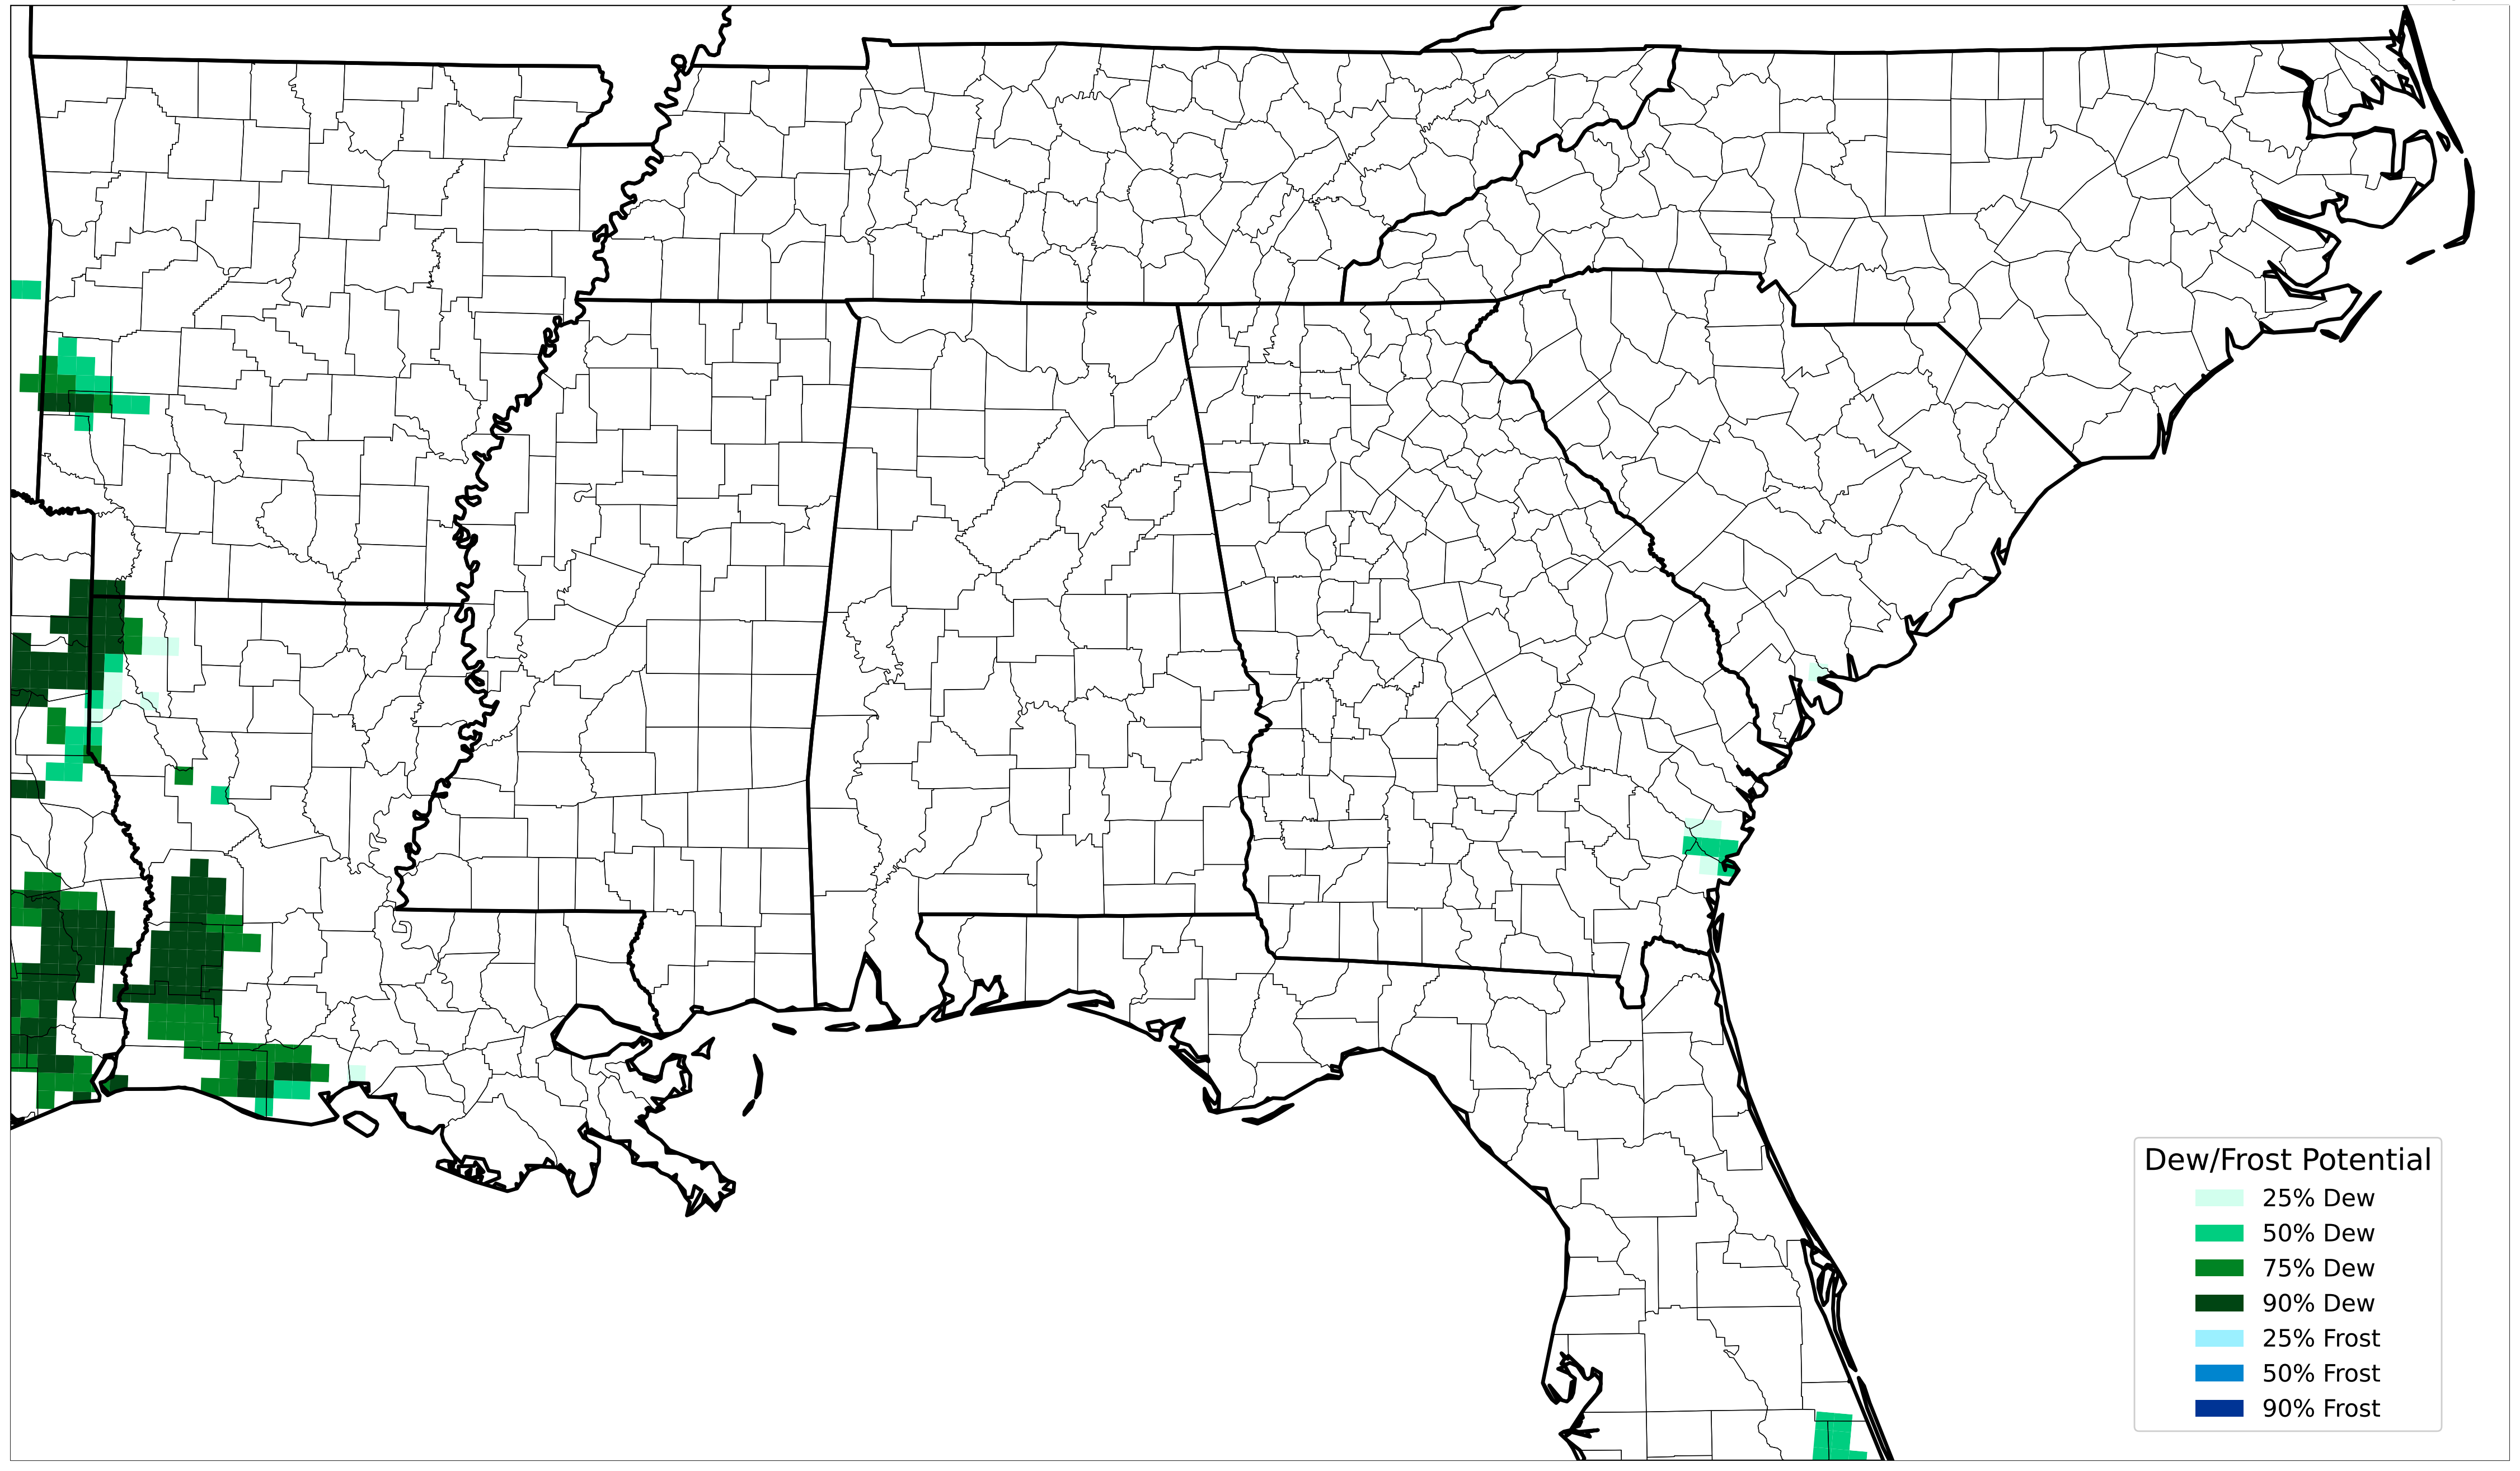 Dew/Frost Potential
25% Dew
50% Dew
75% Dew
90% Dew
25% Frost
50% Frost
90% Frost